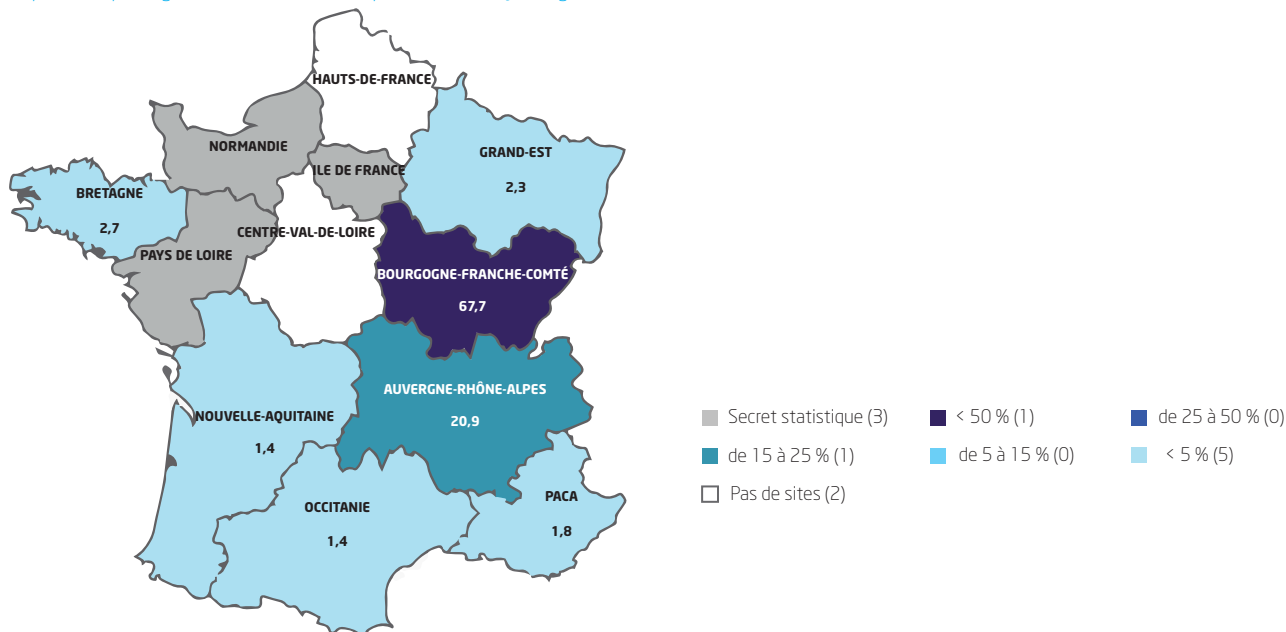 HAUTS-DE-FRANCE
NORMANDIE
ILE DE FRANCE
GRAND-EST
2,3
BRETAGNE
2,7
CENTRE-VAL-DE-LOIRE
PAYS DE LOIRE
BOURGOGNE-FRANCHE-COMTÉ
67,7
AUVERGNE-RHÔNE-ALPES
20,9
NOUVELLE-AQUITAINE
1,4
OCCITANIE
1,4
PACA
1,8
Secret statistique (3)
< 50 % (1)
de 25 à 50 % (0)
de 15 à 25 % (1)
de 5 à 15 % (0)
< 5 % (5)
Pas de sites (2)